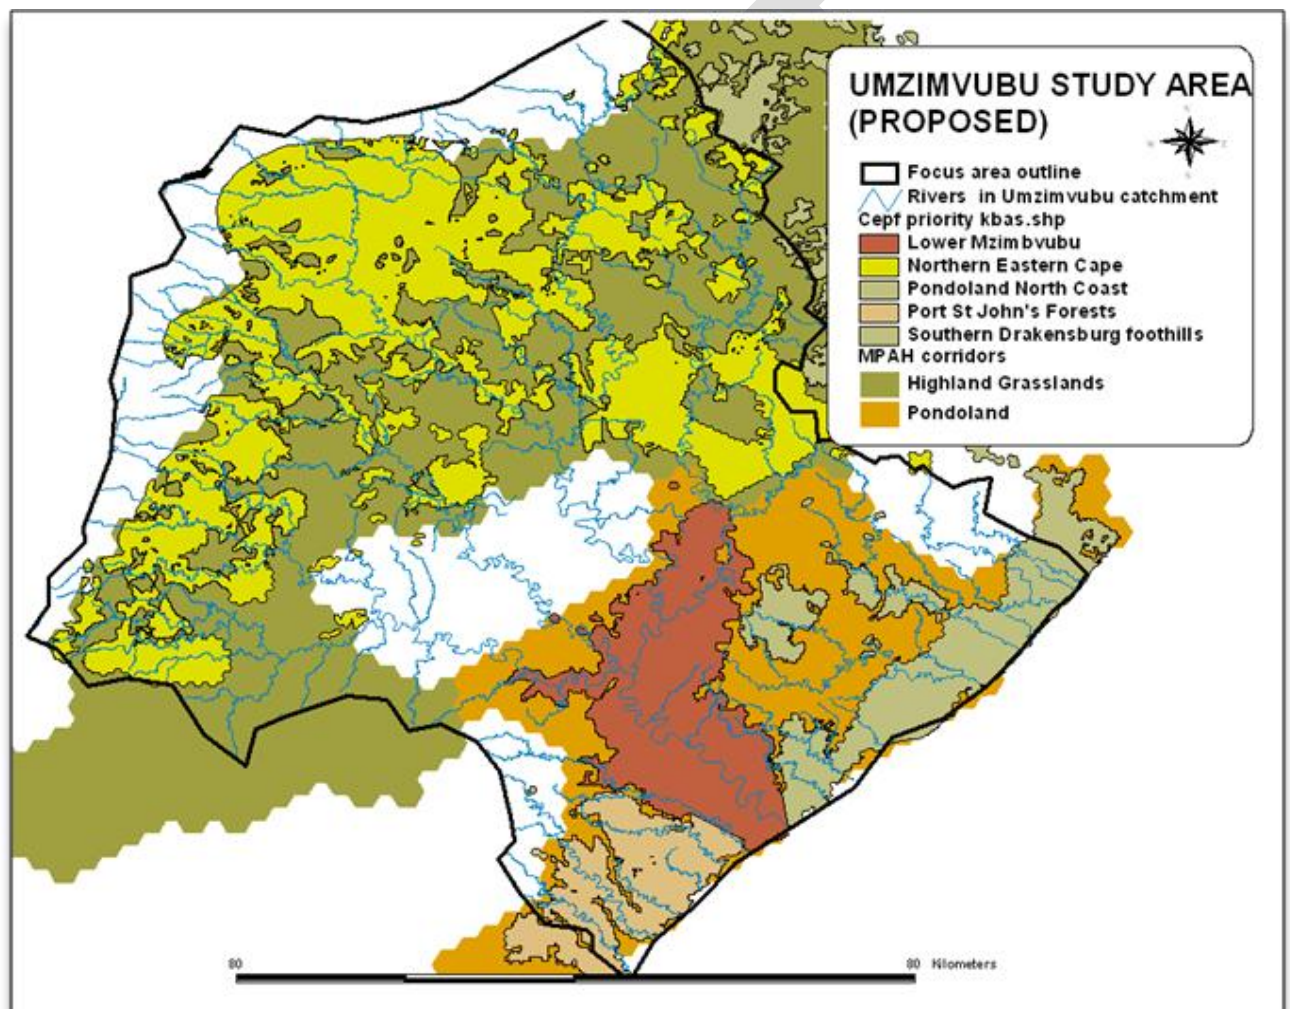 UMZIMVUBU STUDY AREA
(PROPOSED)
Focus area outline
Rivers in Umzimvubu catchment
Cepf priority kbas.shp
Lower Mzimbvubu
Northern Eastern Cape
Pondoland North Coast
Port St John's Forests
Southern Drakensburg foothills
MPAH corridors
Highland Grasslands
Pondoland
80 0 80 Kilometers